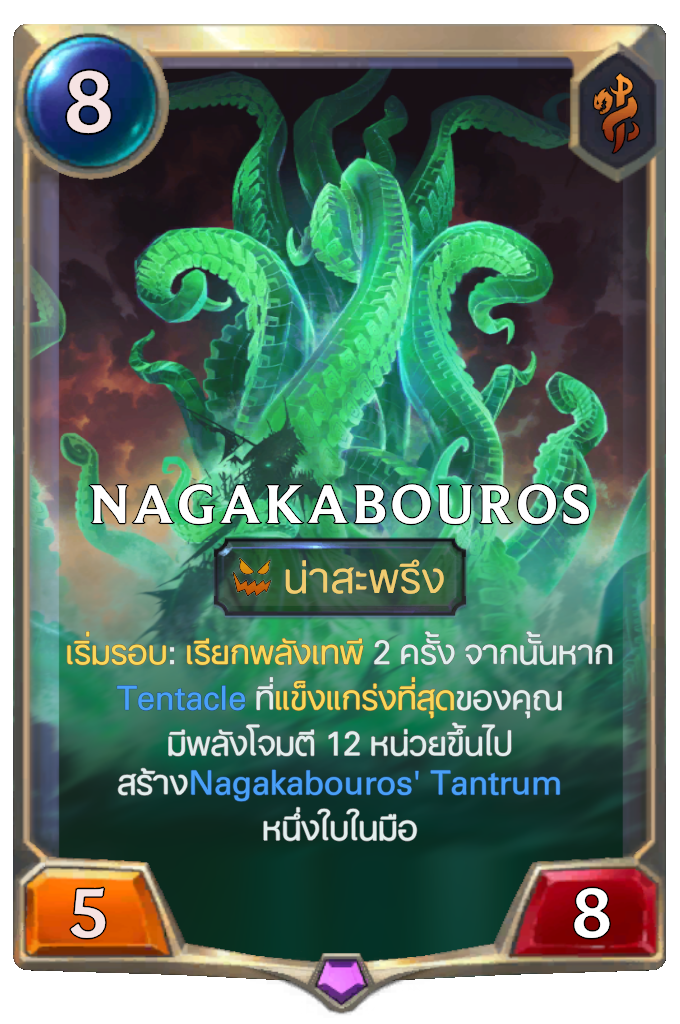 8
NAGAKABOUROS
น่าสะพรึง
เริ่มรอบ: เรียกพลังเทพี 2 ครั้ง จากนั้นหาก
Tentacle ที่แข็งแกร่งที่สุดของคุณ
มีพลังโจมตี 12 หน่วยขึ้นไป
สร้างNagakabouros' Tantrum
หนึ่งใบในมือ
5
8